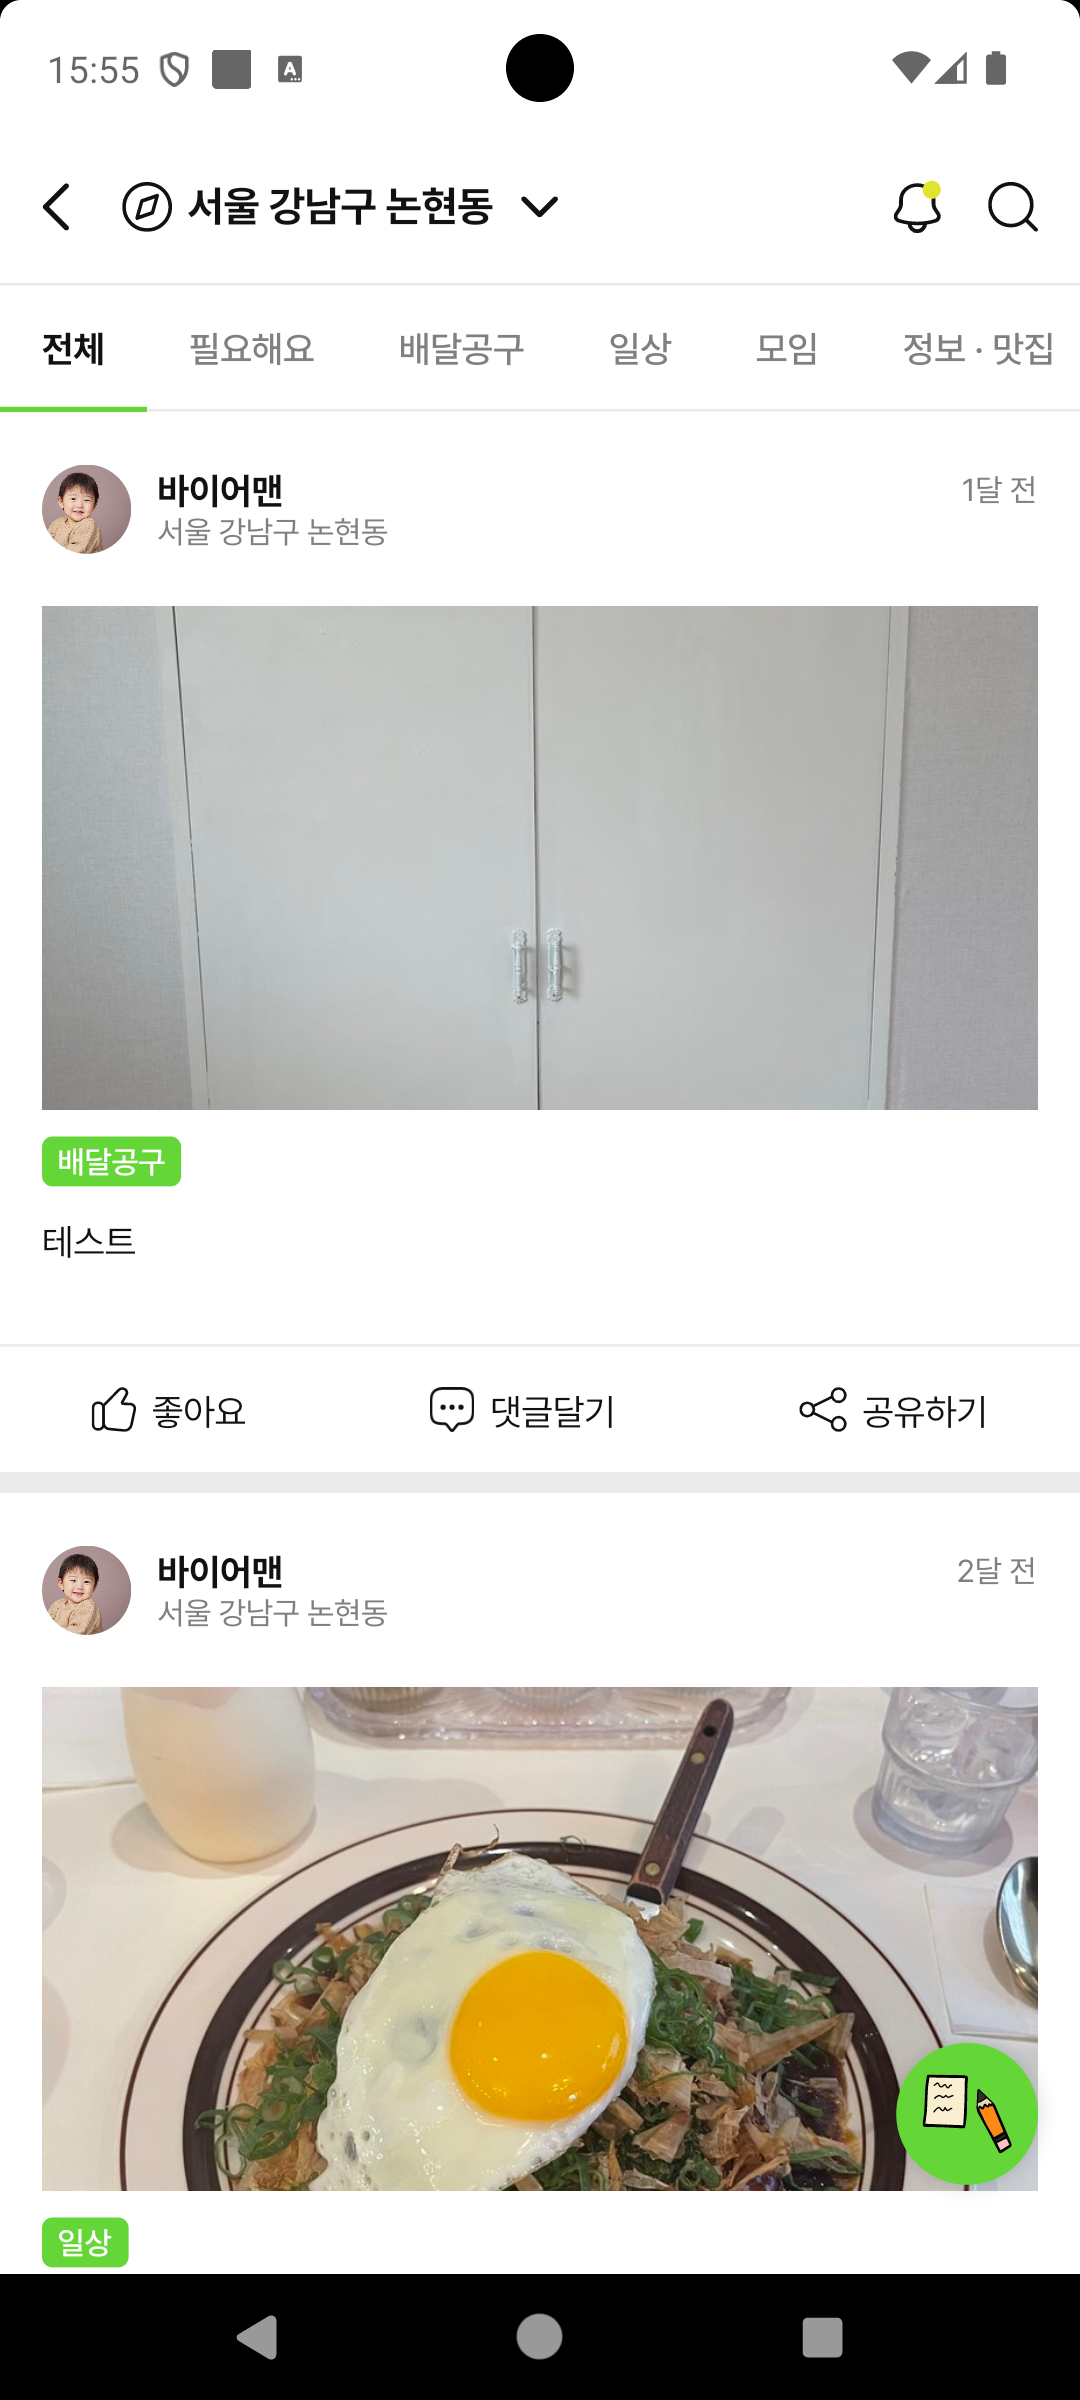 15:55
서울 강남구 논현동
전체 필요해요 배달공구 일상 모임 정보 · 맛집
바이어맨 1달 전
서울 강남구 논현동
배달공구
테스트
좋아요 댓글달기 공유하기
바이어맨 2달 전
서울 강남구 논현동
일상